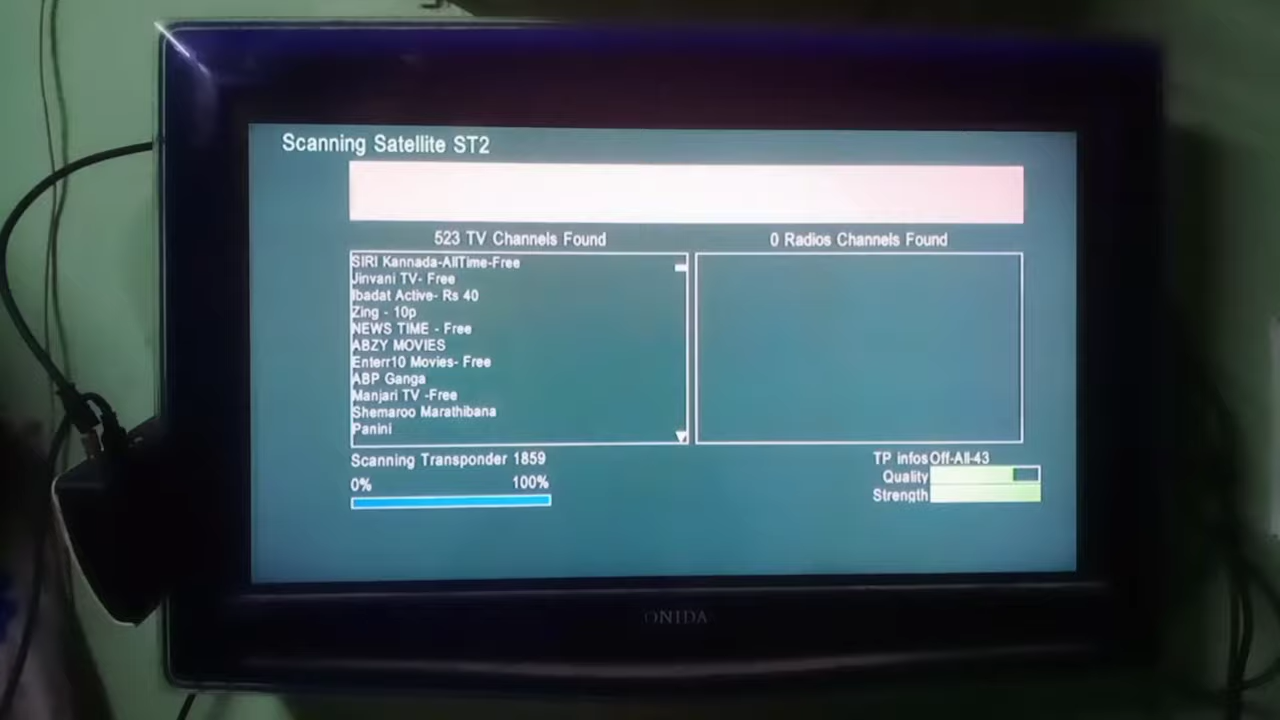 Scanning Satellite ST2
523 TV Channels Found
0 Radios Channels Found
SIRI Kannada-AllTime-Free
Jinvani TV- Free
Ibadat Active- Rs 40
Zing - 10p
NEWS TIME - Free
ABZY MOVIES
Enterr10 Movies- Free
ABP Ganga
Manjari TV -Free
Shemaroo Marathibana
Panini
Scanning Transponder 1859
0% 100%
TP infosOff-All-43
Quality
Strength
ONIDA